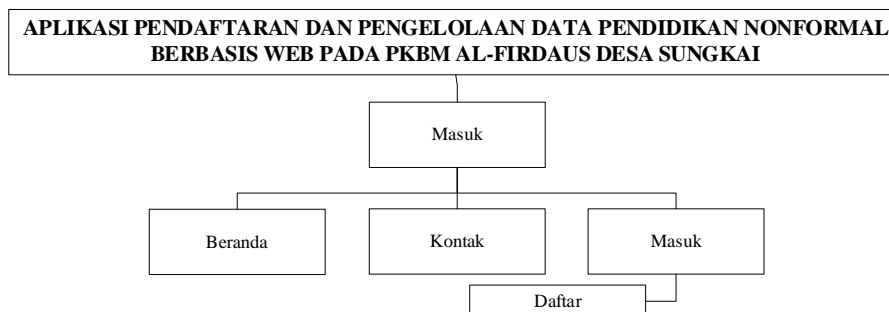 APLIKASI PENDAFTARAN DAN PENGELOLAAN DATA PENDIDIKAN NONFORMAL
BERBASIS WEB PADA PKBM AL-FIRDAUS DESA SUNGKAI
Masuk
Beranda
Kontak
Masuk
Daftar